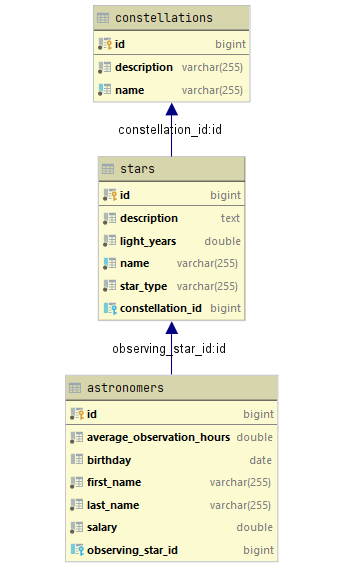 constellations
id bigint
description varchar(255)
name varchar(255)
constellation_id:id
stars
id bigint
description text
light_years double
name varchar(255)
star_type varchar(255)
constellation_id bigint
observing_star_id:id
astronomers
id bigint
average_observation_hours double
birthday date
first_name varchar(255)
last_name varchar(255)
salary double
observing_star_id bigint